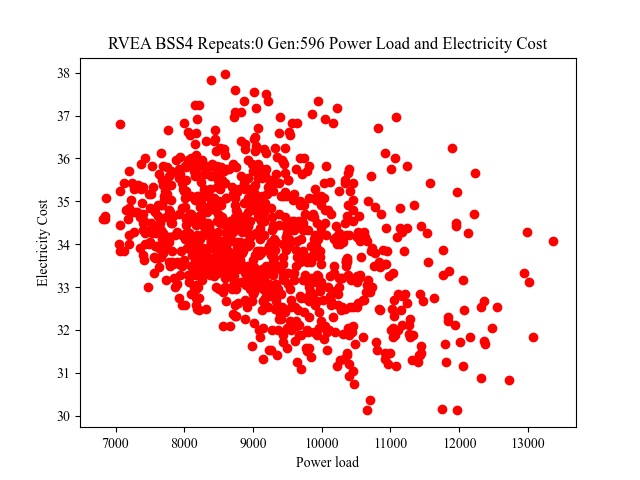 RVEA BSS4 Repeats:0 Gen:596 Power Load and Electricity Cost
38
37
36
35
34
33
32
31
30
Electricity Cost
7000 8000 9000 10000 11000 12000 13000
Power load